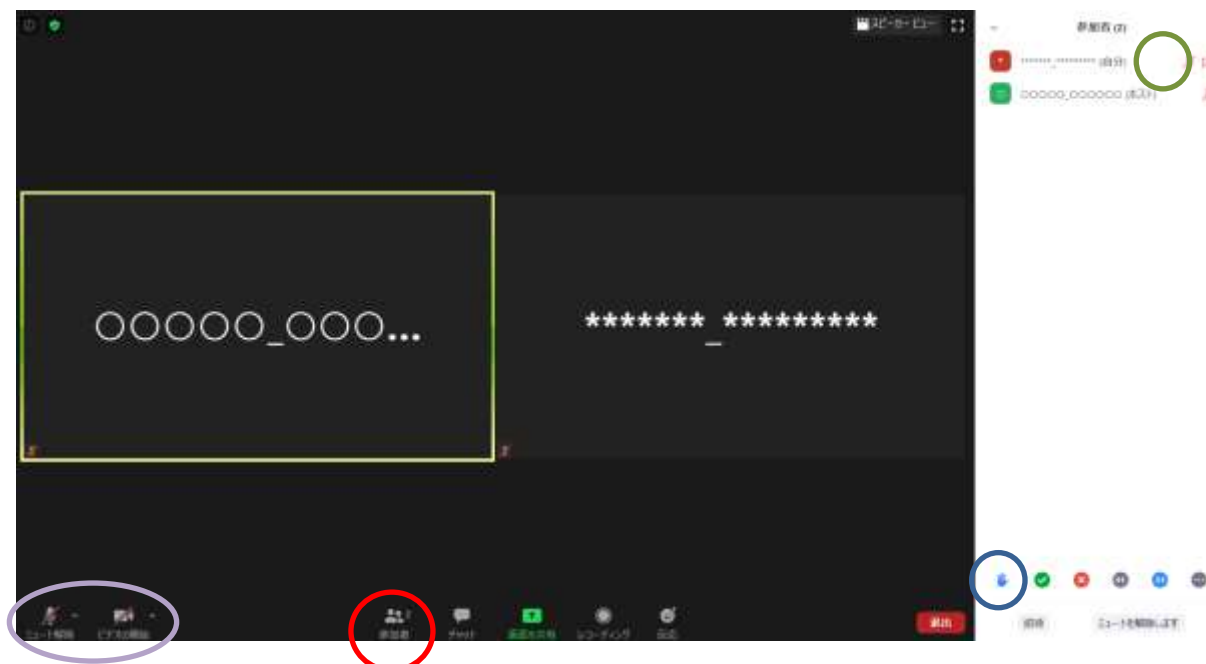 スピーカー ビュー
参加者 (2)
*******_********* (自分)
○○○○○_○○○○○○ (ホスト)
○○○○○_○○○...
*******_*********
ミュート解除
ビデオの開始
参加者
2
チャット
画面を共有
レコーディング
反応
退出
招待
ミュートを解除します